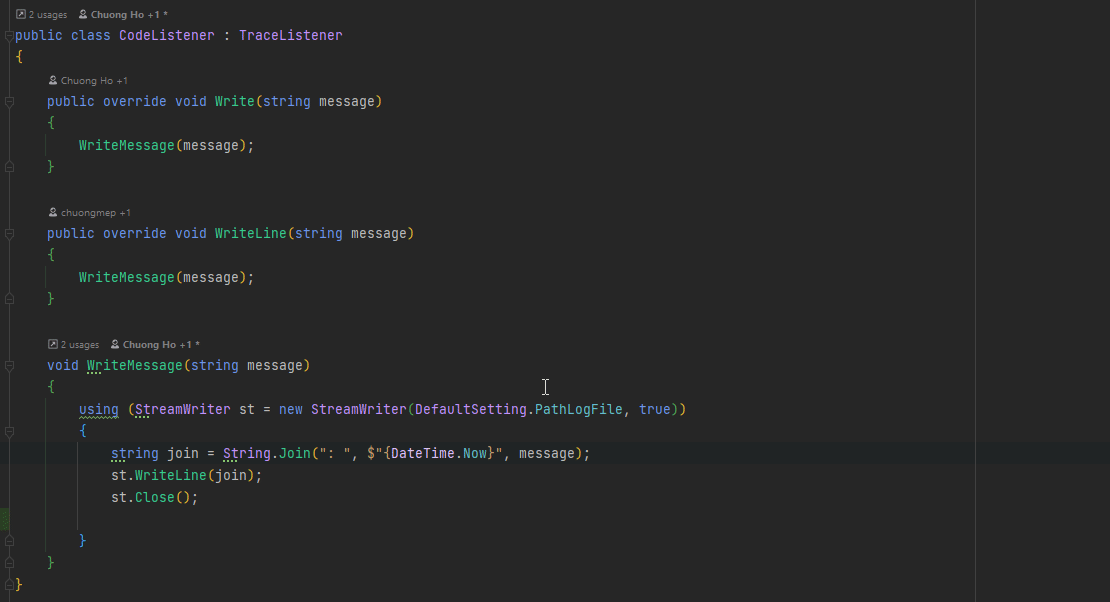 2 usages Chuong Ho +1 *
public class CodeListener : TraceListener
{
Chuong Ho +1
public override void Write(string message)
{
WriteMessage(message);
}
chuongmep +1
public override void WriteLine(string message)
{
WriteMessage(message);
}
2 usages Chuong Ho +1 *
void WriteMessage(string message)
{
using (StreamWriter st = new StreamWriter(DefaultSetting.PathLogFile, true))
{
string join = String.Join(": ", $"{DateTime.Now}", message);
st.WriteLine(join);
st.Close();
}
}
}